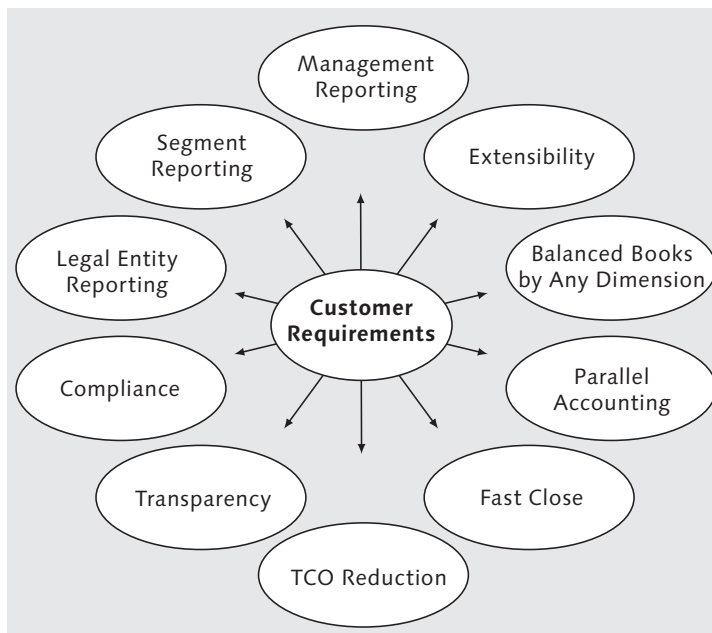 Management
Reporting
Segment
Reporting
Extensibility
Legal Entity
Reporting
Balanced Books
by Any Dimension
Customer
Requirements
Compliance
Parallel
Accounting
Transparency
Fast Close
TCO Reduction